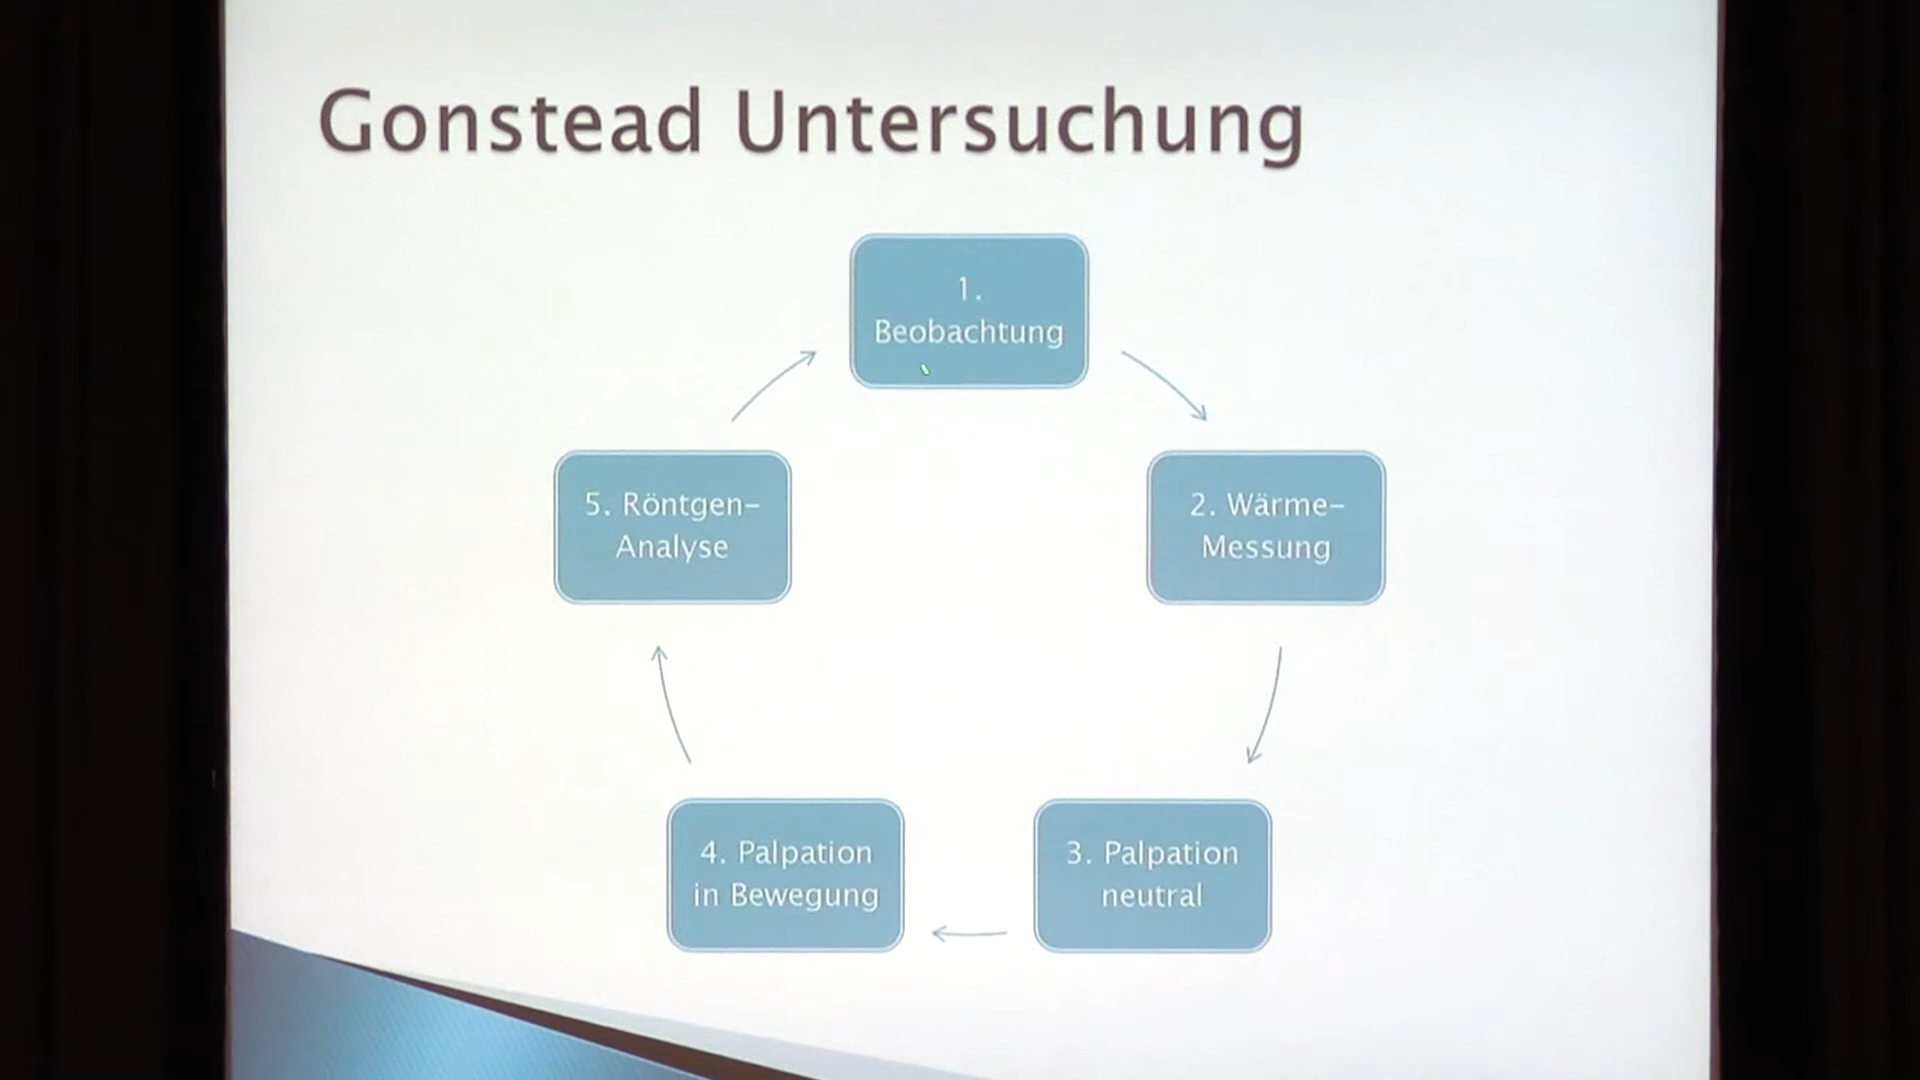 Gonstead Untersuchung
1.
Beobachtung
2. Wärme-
Messung
3. Palpation
neutral
4. Palpation
in Bewegung
5. Röntgen-
Analyse